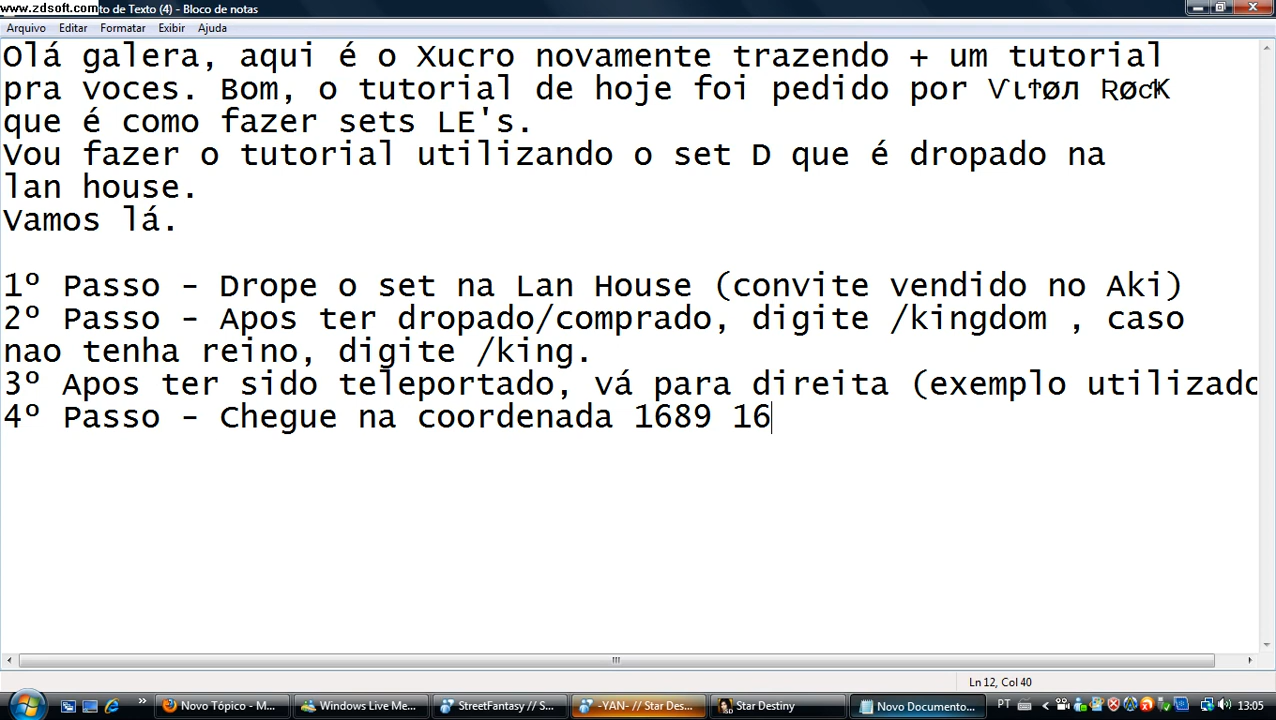 www.zdsoft.com to de Texto (4) - Bloco de notas
Arquivo Editar Formatar Exibir Ajuda
Olá galera, aqui é o Xucro novamente trazendo + um tutorial
pra voces. Bom, o tutorial de hoje foi pedido por
que é como fazer sets LE's.
Vou fazer o tutorial utilizando o set D que é dropado na
lan house.
Vamos lá.
1º Passo - Drope o set na Lan House (convite vendido no Aki)
2º Passo - Apos ter dropado/comprado, digite /kingdom , caso
nao tenha reino, digite /king.
3º Apos ter sido teleportado, vá para direita (exemplo utilizado
4º Passo - Chegue na coordenada 1689 16
Ln 12, Col 40
Novo Tópico - M... Windows Live Me... StreetFantasy // S... -YAN- // Star Des... Star Destiny Novo Documento... PT 13:05